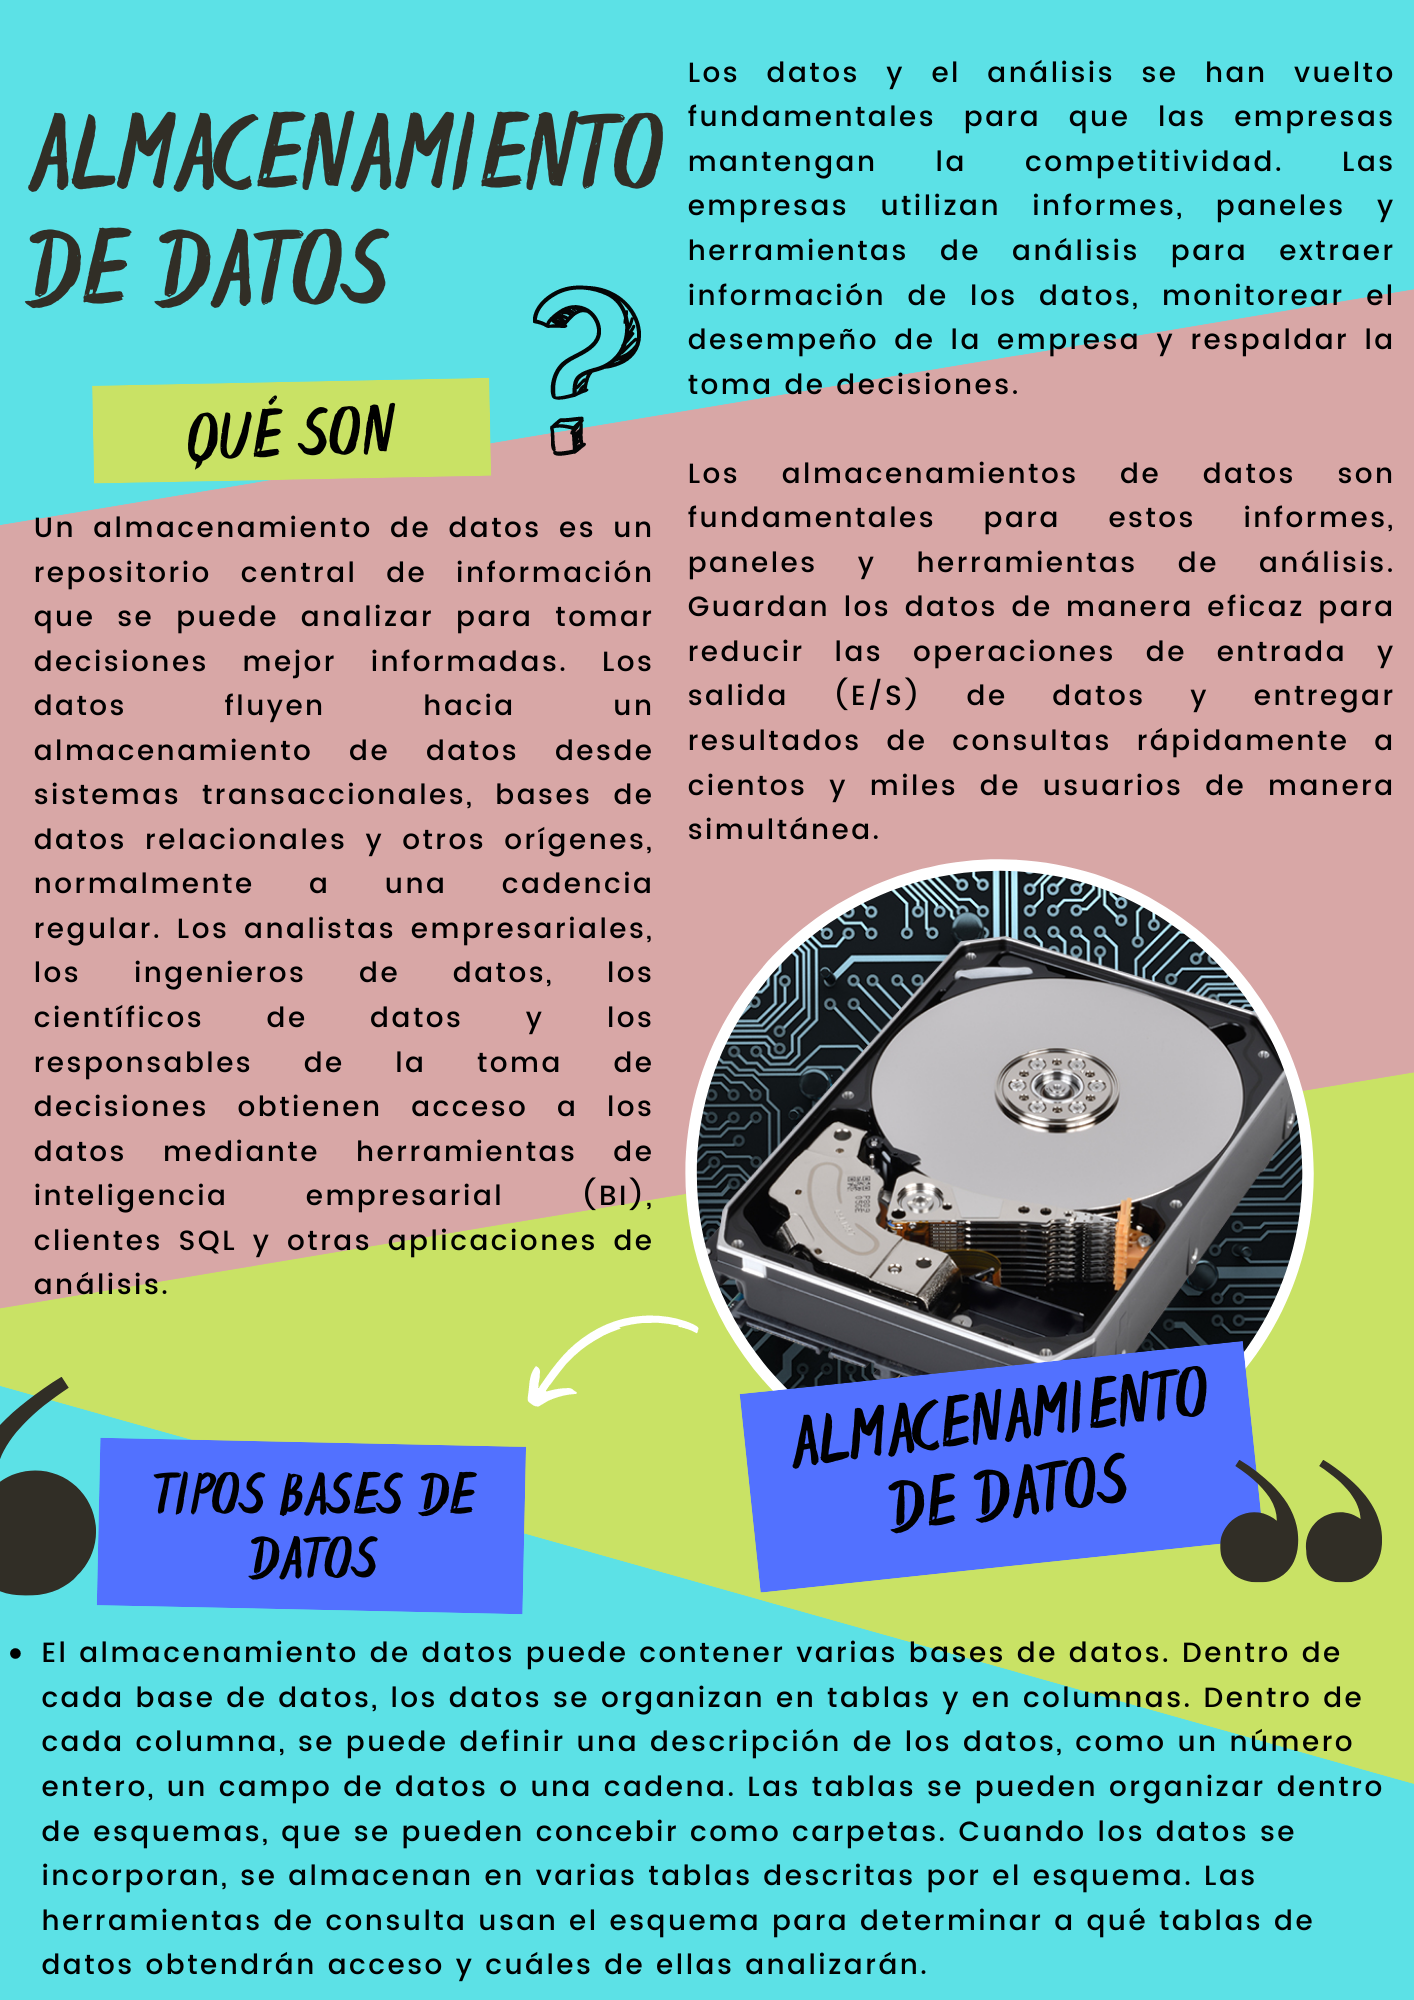 ALMACENAMIENTO
DE DATOS
?
QUÉ SON
Un almacenamiento de datos es un
repositorio central de información
que se puede analizar para tomar
decisiones mejor informadas. Los
datos fluyen hacia un
almacenamiento de datos desde
sistemas transaccionales, bases de
datos relacionales y otros orígenes,
normalmente a una cadencia
regular. Los analistas empresariales,
los ingenieros de datos, los
científicos de datos y los
responsables de la toma de
decisiones obtienen acceso a los
datos mediante herramientas de
inteligencia empresarial (BI),
clientes SQL y otras aplicaciones de
análisis.
Los datos y el análisis se han vuelto
fundamentales para que las empresas
mantengan la competitividad. Las
empresas utilizan informes, paneles y
herramientas de análisis para extraer
información de los datos, monitorear el
desempeño de la empresa y respaldar la
toma de decisiones.
Los almacenamientos de datos son
fundamentales para estos informes,
paneles y herramientas de análisis.
Guardan los datos de manera eficaz para
reducir las operaciones de entrada y
salida (E/S) de datos y entregar
resultados de consultas rápidamente a
cientos y miles de usuarios de manera
simultánea.
ALMACENAMIENTO
DE DATOS
TIPOS BASES DE
DATOS
• El almacenamiento de datos puede contener varias bases de datos. Dentro de
cada base de datos, los datos se organizan en tablas y en columnas. Dentro de
cada columna, se puede definir una descripción de los datos, como un número
entero, un campo de datos o una cadena. Las tablas se pueden organizar dentro
de esquemas, que se pueden concebir como carpetas. Cuando los datos se
incorporan, se almacenan en varias tablas descritas por el esquema. Las
herramientas de consulta usan el esquema para determinar a qué tablas de
datos obtendrán acceso y cuáles de ellas analizarán.